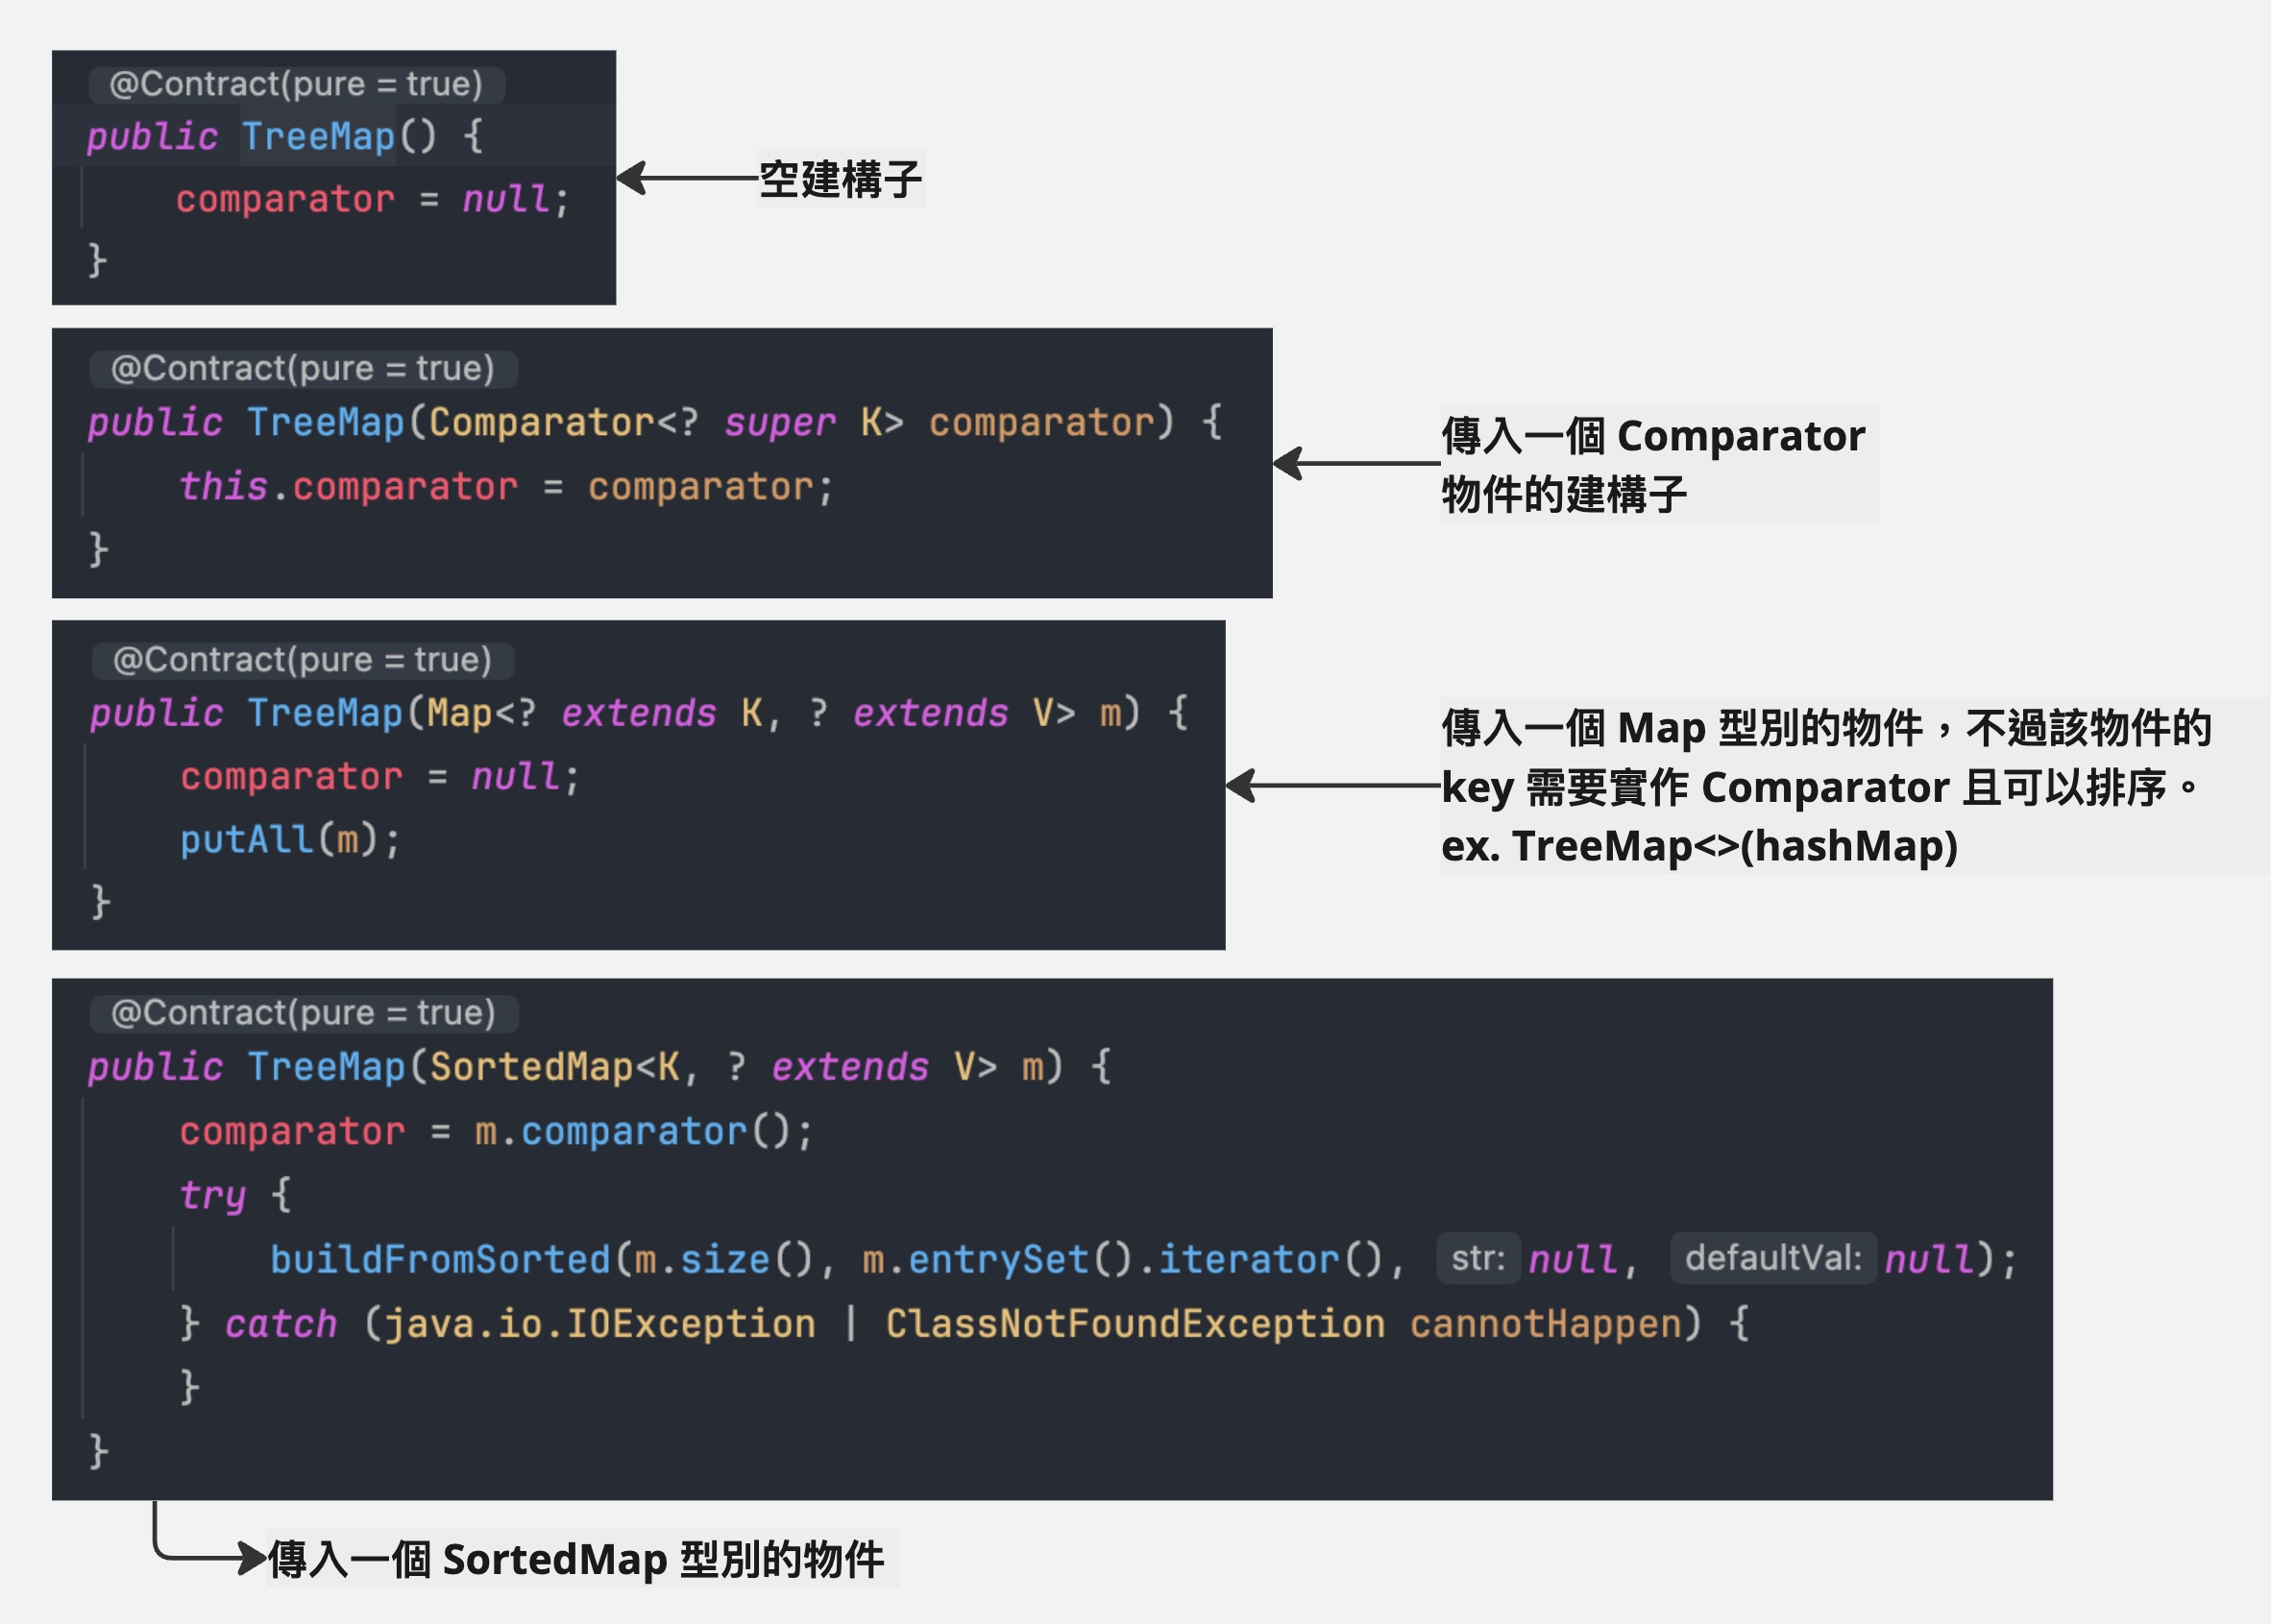 @Contract(pure = true)
public TreeMap() {
comparator = null;
}
空建構子
@Contract(pure = true)
public TreeMap(Comparator<? super K> comparator) {
this.comparator = comparator;
}
傳入一個 Comparator
物件的建構子
@Contract(pure = true)
public TreeMap(Map<? extends K, ? extends V> m) {
comparator = null;
putAll(m);
}
傳入一個 Map 型別的物件，不過該物件的
key 需要實作 Comparator 且可以排序。
ex. TreeMap<>(hashMap)
@Contract(pure = true)
public TreeMap(SortedMap<K, ? extends V> m) {
comparator = m.comparator();
try {
buildFromSorted(m.size(), m.entrySet().iterator(), str: null, defaultVal: null);
} catch (java.io.IOException | ClassNotFoundException cannotHappen) {
}
}
傳入一個 SortedMap 型別的物件